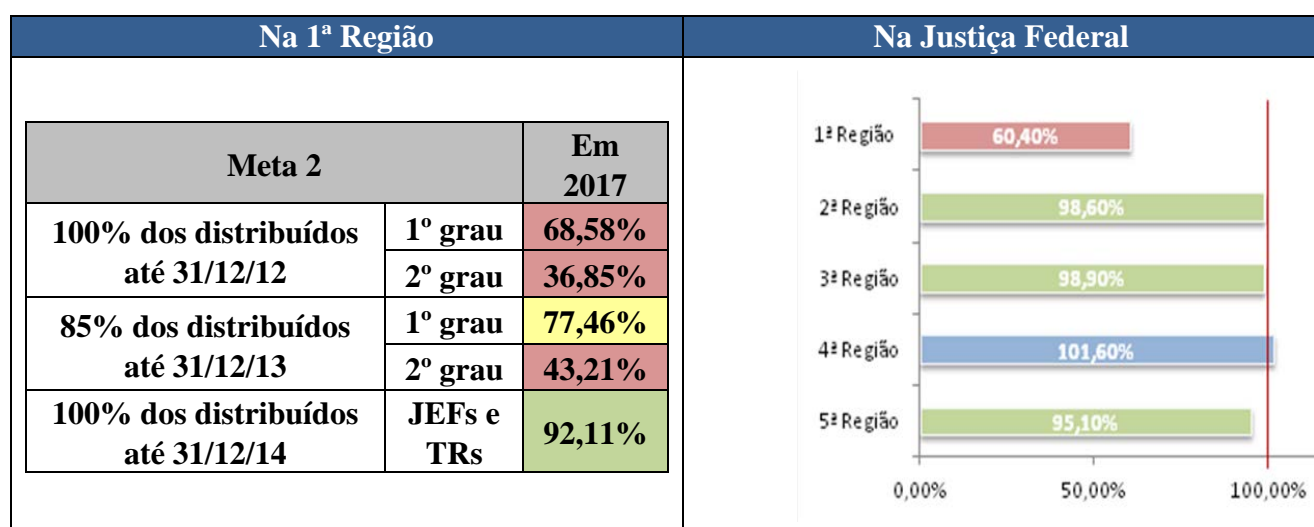 Na 1ª Região
Na Justiça Federal
Meta 2
Em
2017
100% dos distribuídos
até 31/12/12
1º grau
68,58%
2º grau
36,85%
85% dos distribuídos
até 31/12/13
1º grau
77,46%
2º grau
43,21%
100% dos distribuídos
até 31/12/14
JEFs e
TRs
92,11%
1ª Região
60,40%
2ª Região
98,60%
3ª Região
98,90%
4ª Região
101,60%
5ª Região
95,10%
0,00%
50,00%
100,00%